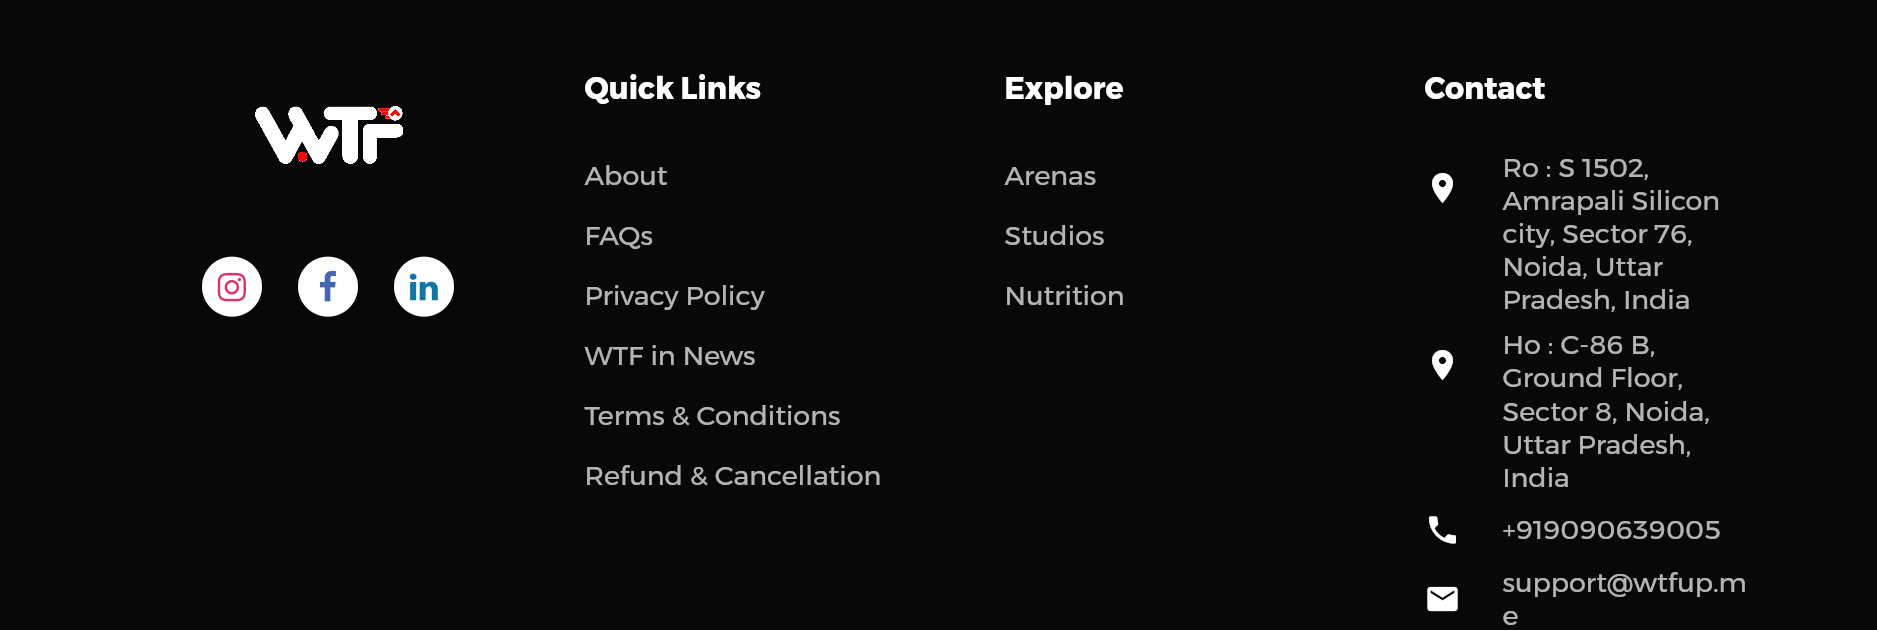 WTF
Quick Links
About
FAQs
Privacy Policy
WTF in News
Terms & Conditions
Refund & Cancellation
Explore
Arenas
Studios
Nutrition
Contact
Ro : S 1502,
Amrapali Silicon
city, Sector 76,
Noida, Uttar
Pradesh, India
Ho : C-86 B,
Ground Floor,
Sector 8, Noida,
Uttar Pradesh,
India
+919090639005
support@wtfup.m
e